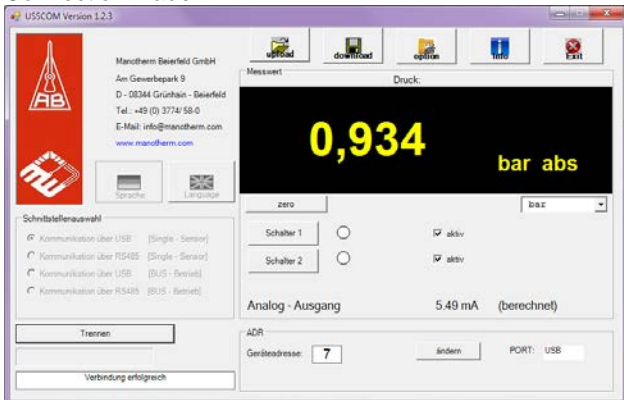 USSCOM Version 1.2.3
upload
download
option
Info
Exit
AB
Manotherm Beierfeld GmbH
Am Gewerbepark 9
D - 08344 Grünhain - Beierfeld
Tel.: +49 (0) 3774/ 58-0
E-Mail: info@manotherm.com
www.manotherm.com
Sprache
Language
Schnittstellenauswahl
Kommunikation über USB [Single - Sensor]
Kommunikation über RS485 [Single - Sensor]
Kommunikation über USB [BUS - Betrieb]
Kommunikation über RS485 [BUS - Betrieb]
Trennen
Verbindung erfolgreich
Messwert
Druck:
0,934
bar abs
zero
bar
Schalter 1
aktiv
Schalter 2
aktiv
Analog - Ausgang 5.49 mA (berechnet)
ADR
Geräteadresse: 7
ändern
PORT: USB